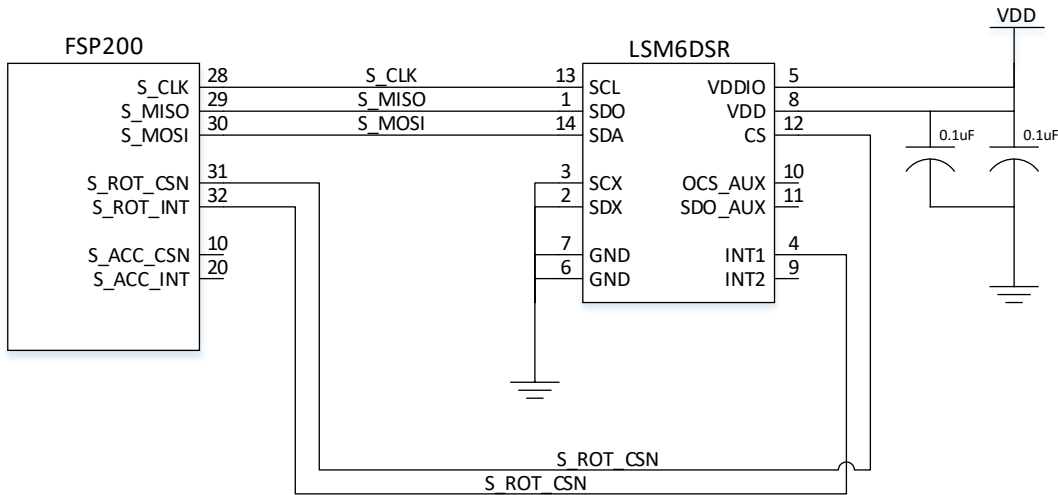 VDD
FSP200
LSM6DSR
S_CLK 28 S_CLK 13 SCL VDDIO 5
S_MISO 29 S_MISO 1 SDO VDD 8
S_MOSI 30 S_MOSI 14 SDA CS 12
0.1uF 0.1uF
S_ROT_CSN 31 3 SCX OCS_AUX 10
S_ROT_INT 32 2 SDX SDO_AUX 11
S_ACC_CSN 10 7 GND INT1 4
S_ACC_INT 20 6 GND INT2 9
S_ROT_CSN
S_ROT_CSN